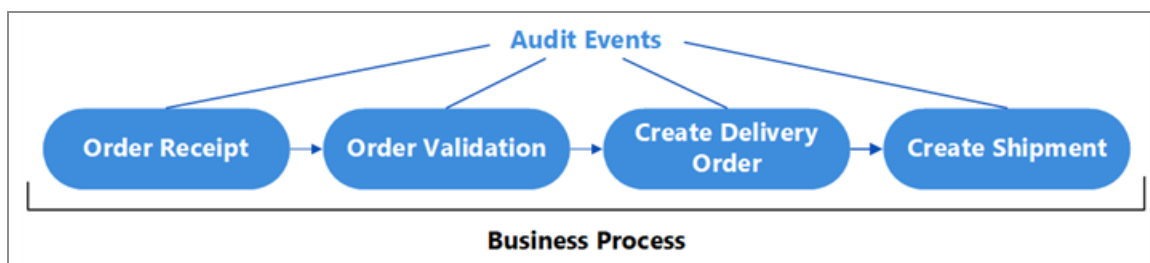 Audit Events
Order Receipt
Order Validation
Create Delivery
Order
Create Shipment
Business Process